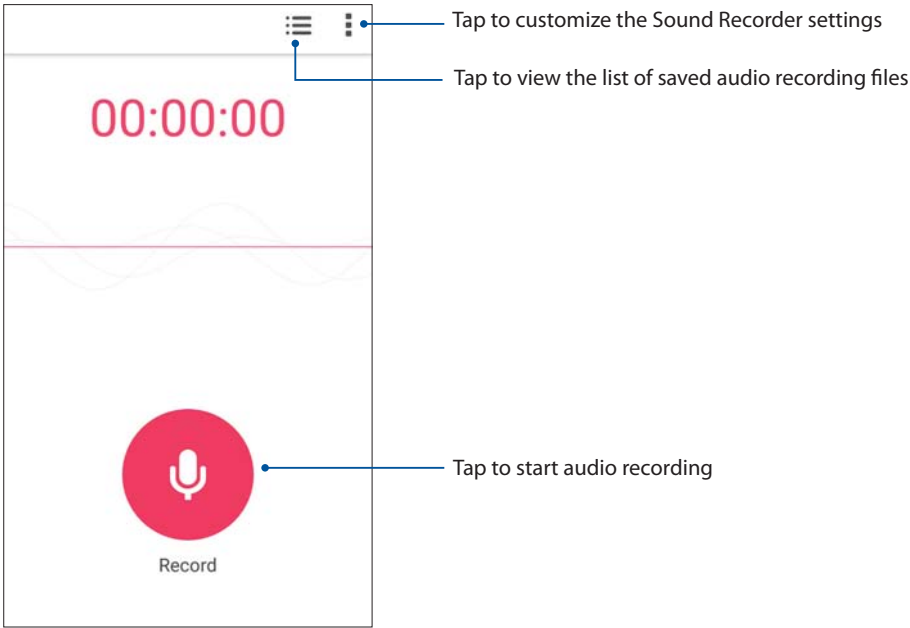 Tap to customize the Sound Recorder settings
Tap to view the list of saved audio recording files
00:00:00
Tap to start audio recording
Record